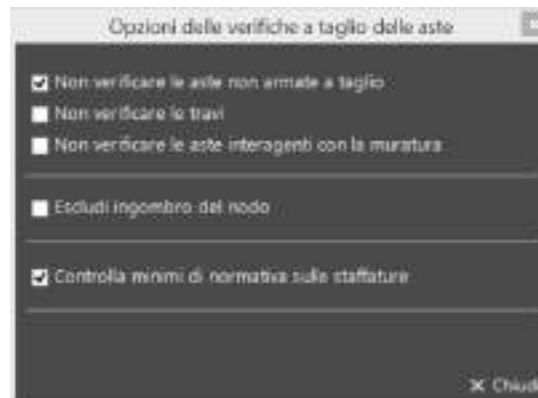 Opzioni delle verifiche a taglio delle aste
Non verificare le aste non armate a taglio
Non verificare le travi
Non verificare le aste interagenti con la muratura
Escludi ingombro del nodo
Controlla minimi di normativa sulle staffature
Chiudi